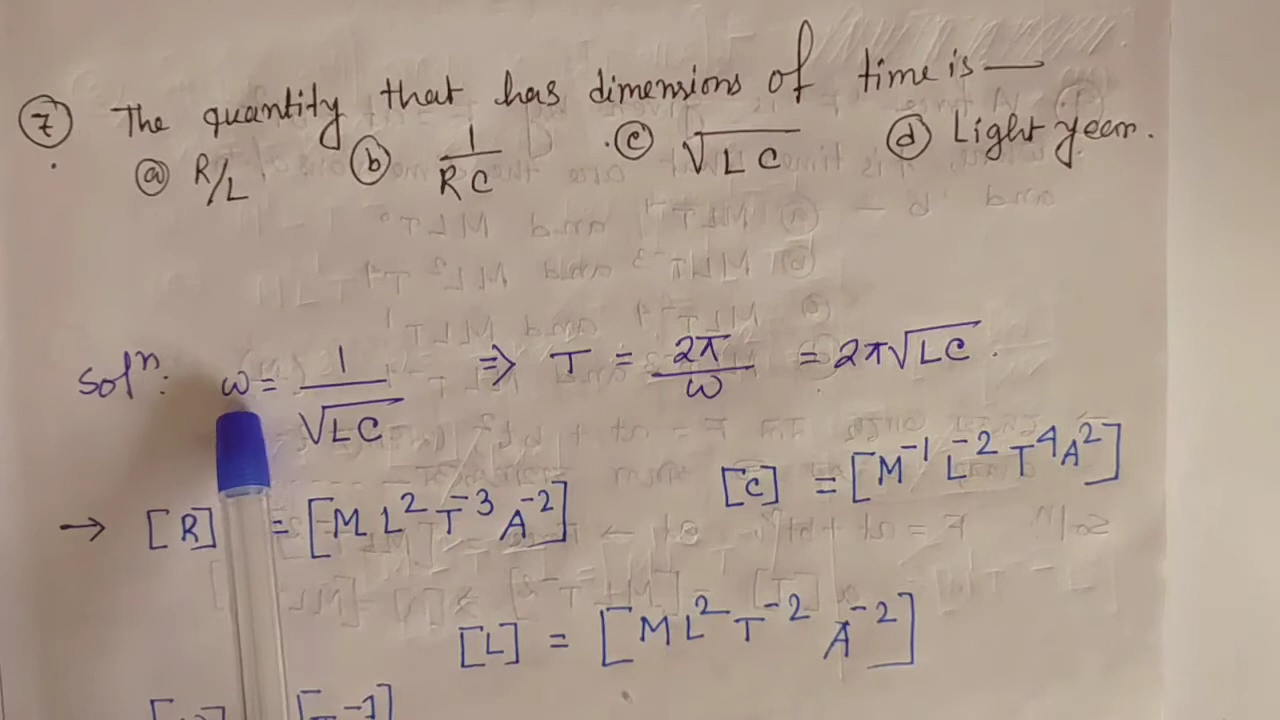 ⑦ The quantity that has dimensions of time is —
ⓐ R/L ⓑ 1/RC ⓒ √LC ⓓ Light year.
Solⁿ: ω = 1/√LC ⇒ T = 2π/ω = 2π√LC.
[C] = [M⁻¹ L⁻² T⁴ A²]
→ [R] = [M L² T⁻³ A⁻²]
[L] = [M L² T⁻² A⁻²]